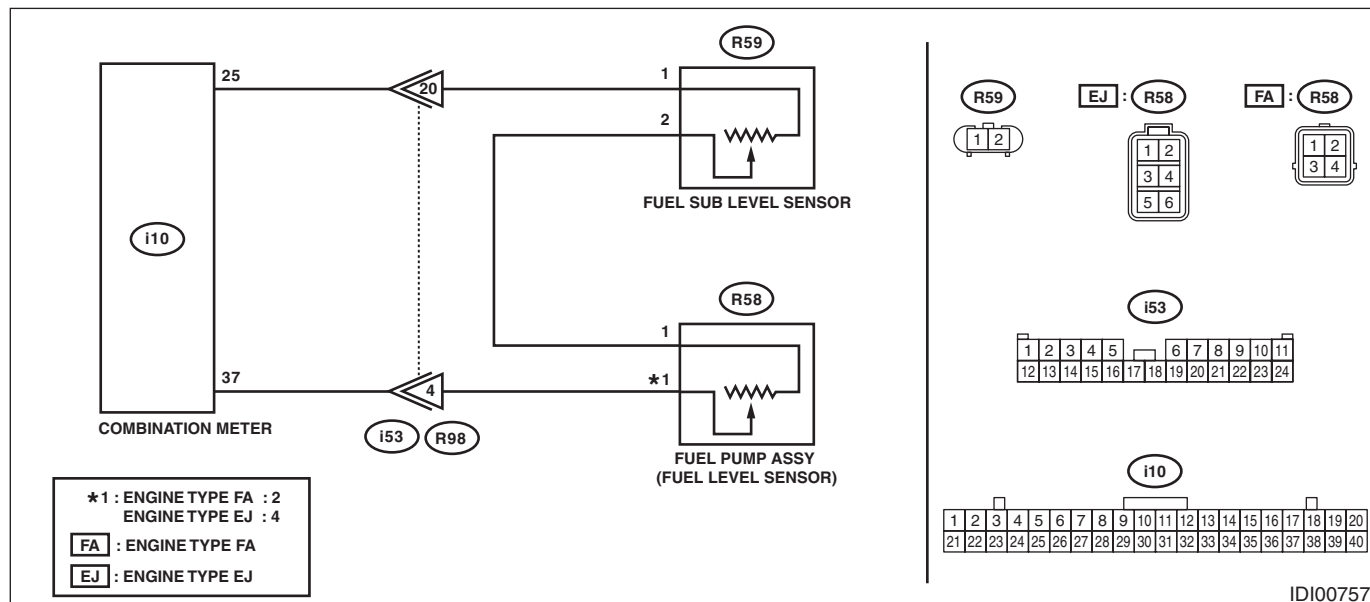 R59
25
20
1
2
FUEL SUB LEVEL SENSOR
i10
R58
1
37
4
*1
COMBINATION METER
i53 R98
FUEL PUMP ASSY
(FUEL LEVEL SENSOR)
*1 : ENGINE TYPE FA : 2
ENGINE TYPE EJ : 4
FA : ENGINE TYPE FA
EJ : ENGINE TYPE EJ
R59
1 2
EJ : R58
1 2
3 4
5 6
FA : R58
1 2
3 4
i53
1 2 3 4 5 6 7 8 9 10 11
12 13 14 15 16 17 18 19 20 21 22 23 24
i10
1 2 3 4 5 6 7 8 9 10 11 12 13 14 15 16 17 18 19 20
21 22 23 24 25 26 27 28 29 30 31 32 33 34 35 36 37 38 39 40
IDI00757